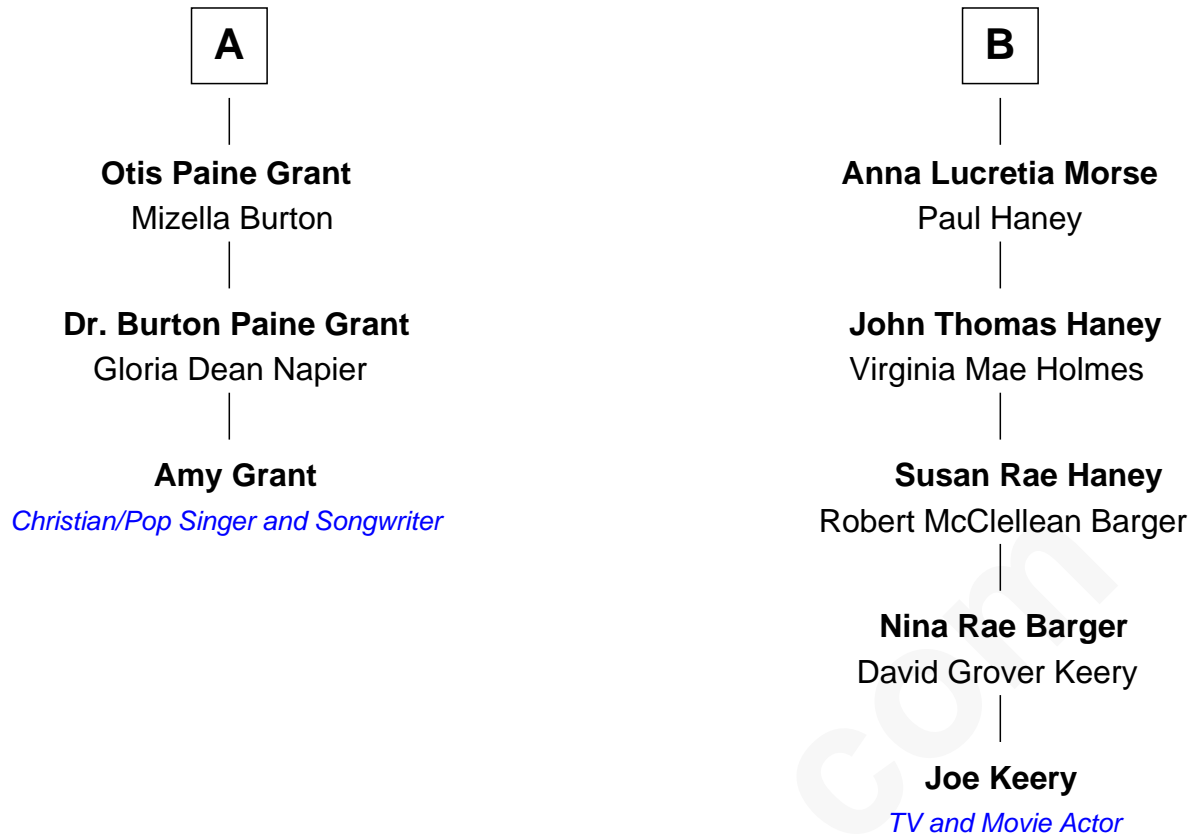 A
Otis Paine Grant
Mizella Burton
Dr. Burton Paine Grant
Gloria Dean Napier
Amy Grant
Christian/Pop Singer and Songwriter
B
Anna Lucretia Morse
Paul Haney
John Thomas Haney
Virginia Mae Holmes
Susan Rae Haney
Robert McClellean Barger
Nina Rae Barger
David Grover Keery
Joe Keery
TV and Movie Actor
com